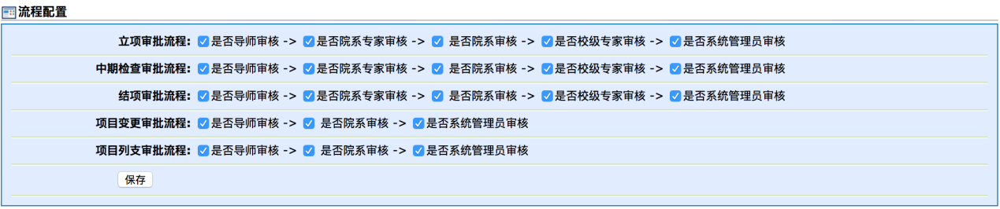 流程配置
立项审批流程: 是否导师审核 -> 是否院系专家审核 -> 是否院系审核 -> 是否校级专家审核 -> 是否系统管理员审核
中期检查审批流程: 是否导师审核 -> 是否院系专家审核 -> 是否院系审核 -> 是否校级专家审核 -> 是否系统管理员审核
结项审批流程: 是否导师审核 -> 是否院系专家审核 -> 是否院系审核 -> 是否校级专家审核 -> 是否系统管理员审核
项目变更审批流程: 是否导师审核 -> 是否院系审核 -> 是否系统管理员审核
项目列支审批流程: 是否导师审核 -> 是否院系审核 -> 是否系统管理员审核
保存